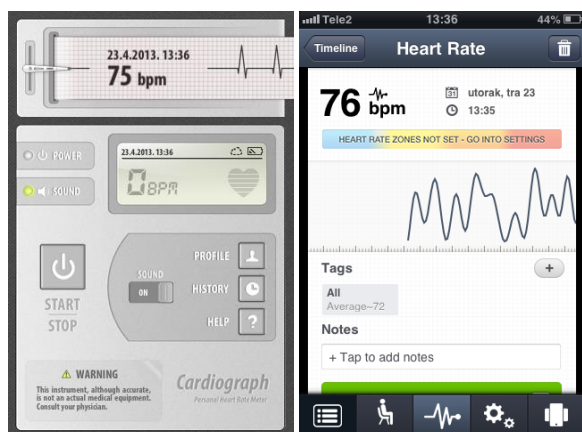 23.4.2013. 13:36
75 bpm
POWER
SOUND
23.4.2013. 13:36
0 BPM
START
STOP
SOUND
ON
PROFILE
HISTORY
HELP ?
WARNING
This instrument, although accurate,
is not an actual medical equipment.
Consult your physician.
Cardiograph
Personal Heart Rate Meter
Tele2 13:36 44%
Timeline Heart Rate
76 bpm
31 utorak, tra 23
13:35
HEART RATE ZONES NOT SET - GO INTO SETTINGS
Tags +
All
Average~72
Notes
+ Tap to add notes